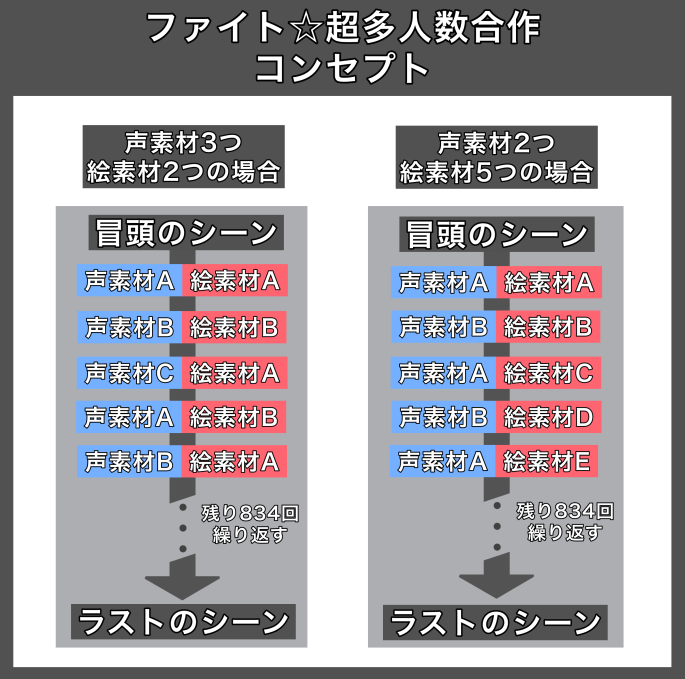 ファイト☆超多人数合作
コンセプト
声素材3つ
絵素材2つの場合
冒頭のシーン
声素材A 絵素材A
声素材B 絵素材B
声素材C 絵素材A
声素材A 絵素材B
声素材B 絵素材A
残り834回
繰り返す
ラストのシーン
声素材2つ
絵素材5つの場合
冒頭のシーン
声素材A 絵素材A
声素材B 絵素材B
声素材A 絵素材C
声素材B 絵素材D
声素材A 絵素材E
残り834回
繰り返す
ラストのシーン